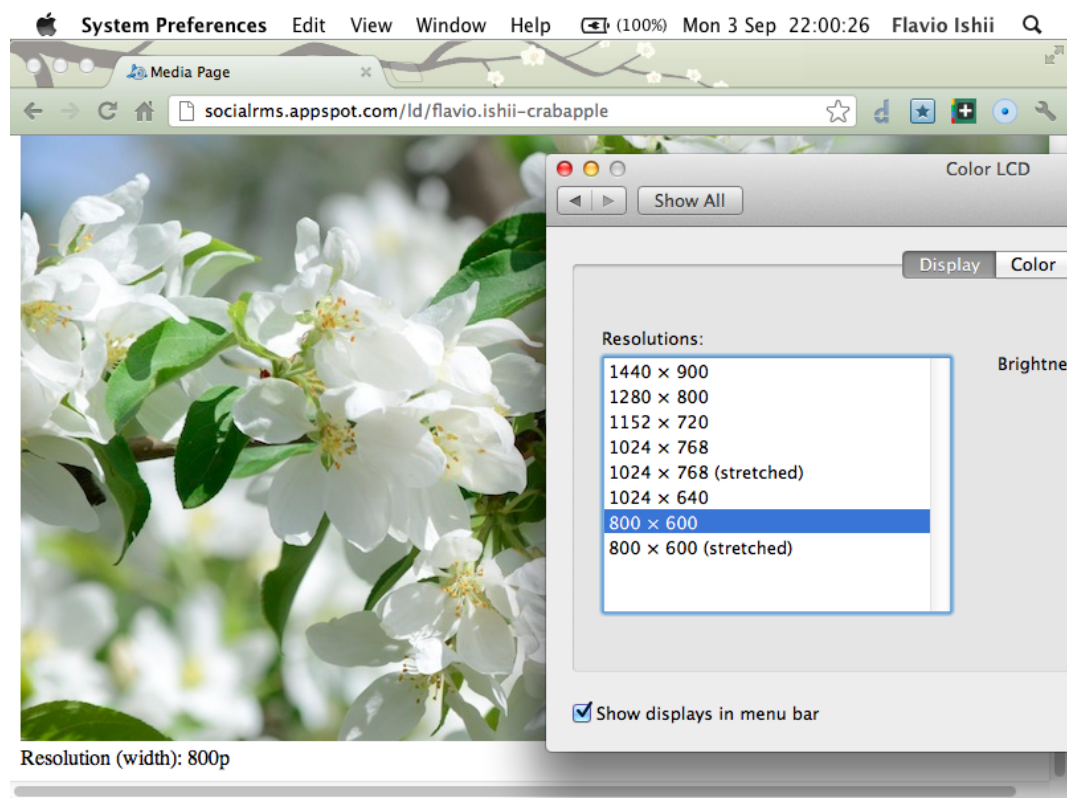 System Preferences Edit View Window Help (100%) Mon 3 Sep 22:00:26 Flavio Ishii
Media Page
socialrms.appspot.com/ld/flavio.ishii-crabapple
Color LCD
Show All
Display Color
Resolutions:
Brightne
1440 × 900
1280 × 800
1152 × 720
1024 × 768
1024 × 768 (stretched)
1024 × 640
800 × 600
800 × 600 (stretched)
Show displays in menu bar
Resolution (width): 800p